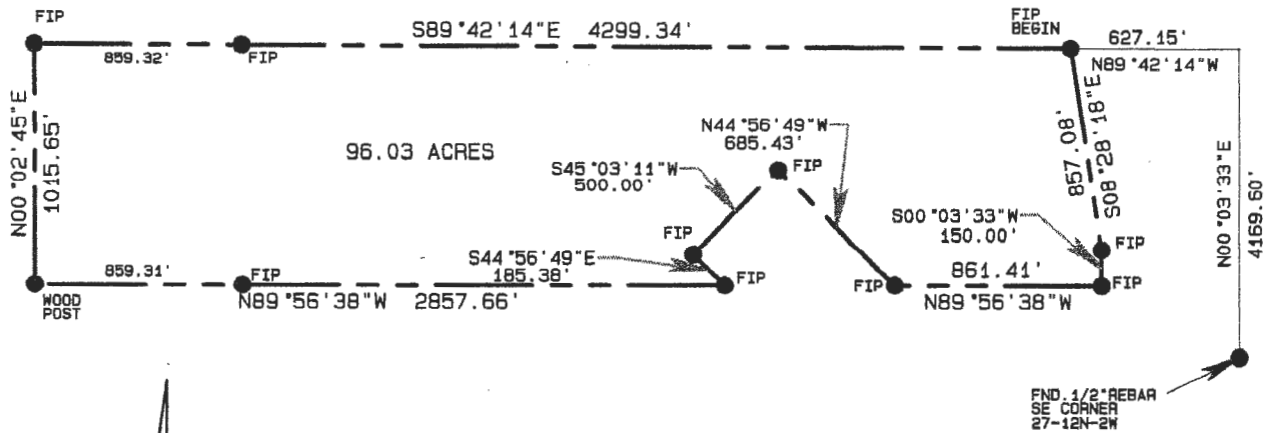 FIP
S89°42'14"E 4299.34'
FIP
BEGIN
627.15'
859.32'
FIP
N89°42'14"W
N00°02'45"E
1015.65'
96.03 ACRES
N44°56'49"W
685.43'
FIP
S45°03'11"W
500.00'
857.08'
S08°28'18"E
N00°03'33"E
4169.60'
S00°03'33"W
150.00'
FIP
FIP
S44°56'49"E
185.38'
859.31'
FIP
FIP
FIP
861.41'
FIP
WOOD
POST
N89°56'38"W 2857.66'
N89°56'38"W
FND. 1/2"REBAR
SE CORNER
27-12N-2W